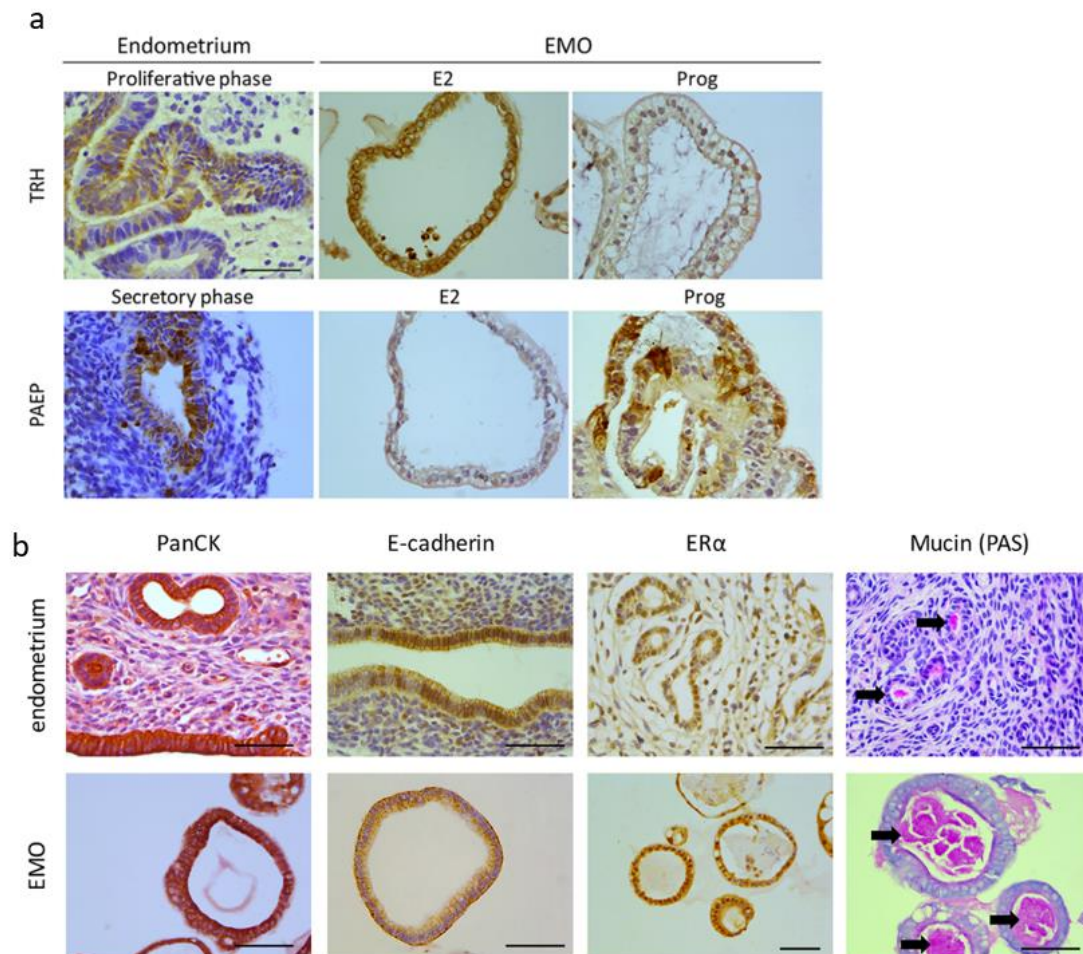 a
Endometrium EMO
Proliferative phase E2 Prog
TRH
Secretory phase E2 Prog
PAEP
b
PanCK E-cadherin ERα Mucin (PAS)
endometrium
EMO